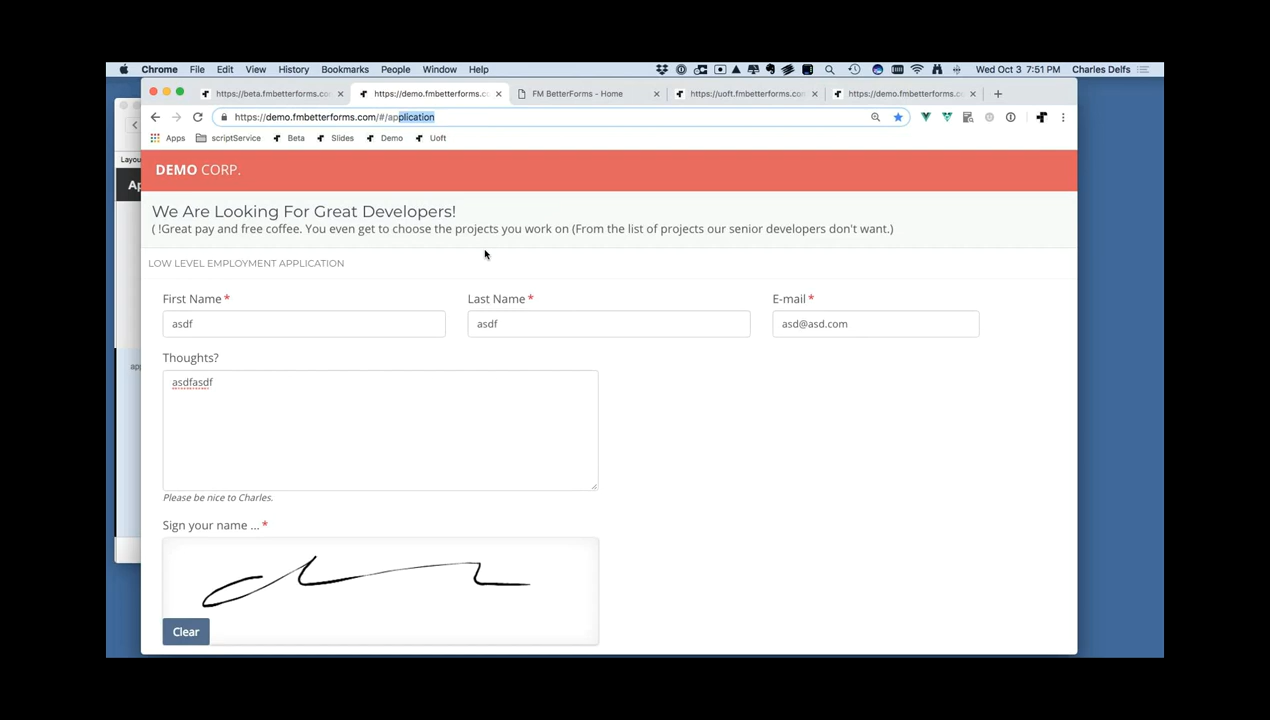 Chrome File Edit View History Bookmarks People Window Help Wed Oct 3 7:51 PM Charles Delfs
https://beta.fmbetterforms.co https://demo.fmbetterforms.c FM BetterForms - Home https://uoft.fmbetterforms.com https://demo.fmbetterforms.c
https://demo.fmbetterforms.com/#/application
Apps scriptService Beta Slides Demo Uoft
Layou
Ap
DEMO CORP.
We Are Looking For Great Developers!
( !Great pay and free coffee. You even get to choose the projects you work on (From the list of projects our senior developers don't want.)
LOW LEVEL EMPLOYMENT APPLICATION
First Name * Last Name * E-mail *
asdf asdf asd@asd.com
Thoughts?
app
asdfasdf
Please be nice to Charles.
Sign your name ... *
Clear